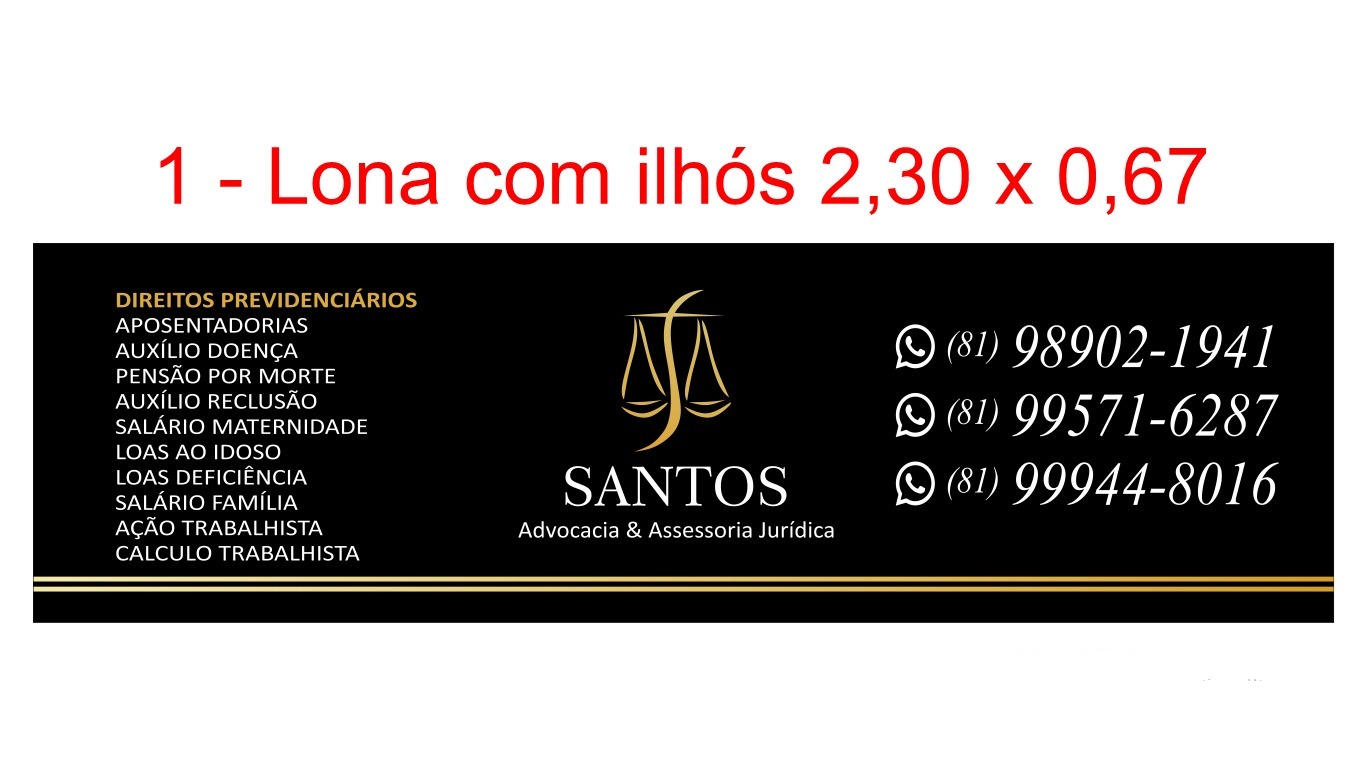 1 - Lona com ilhós 2,30 x 0,67
DIREITOS PREVIDENCIÁRIOS
APOSENTADORIAS
AUXÍLIO DOENÇA
PENSÃO POR MORTE
AUXÍLIO RECLUSÃO
SALÁRIO MATERNIDADE
LOAS AO IDOSO
LOAS DEFICIÊNCIA
SALÁRIO FAMÍLIA
AÇÃO TRABALHISTA
CALCULO TRABALHISTA
SANTOS
Advocacia & Assessoria Jurídica
(81) 98902-1941
(81) 99571-6287
(81) 99944-8016